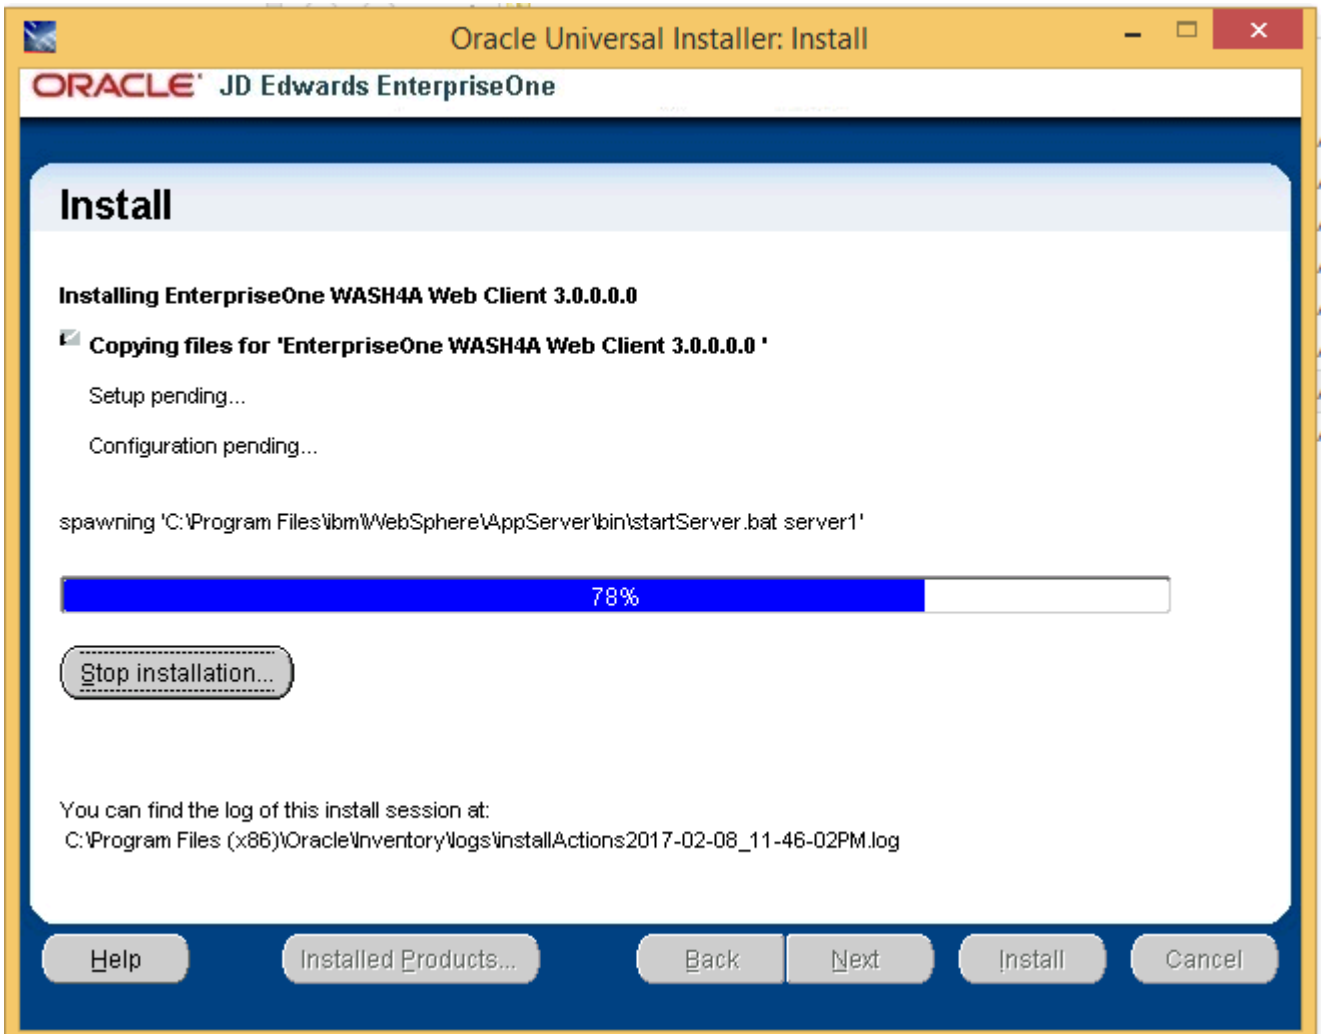 Oracle Universal Installer: Install
ORACLE JD Edwards EnterpriseOne
Install
Installing EnterpriseOne WASH4A Web Client 3.0.0.0.0
Copying files for 'EnterpriseOne WASH4A Web Client 3.0.0.0.0 '
Setup pending...
Configuration pending...
spawning 'C:\Program Files\ibm\WebSphere\AppServer\bin\startServer.bat server1'
78%
Stop installation...
You can find the log of this install session at:
C:\Program Files (x86)\Oracle\Inventory\logs\installActions2017-02-08_11-46-02PM.log
Help Installed Products... Back Next Install Cancel